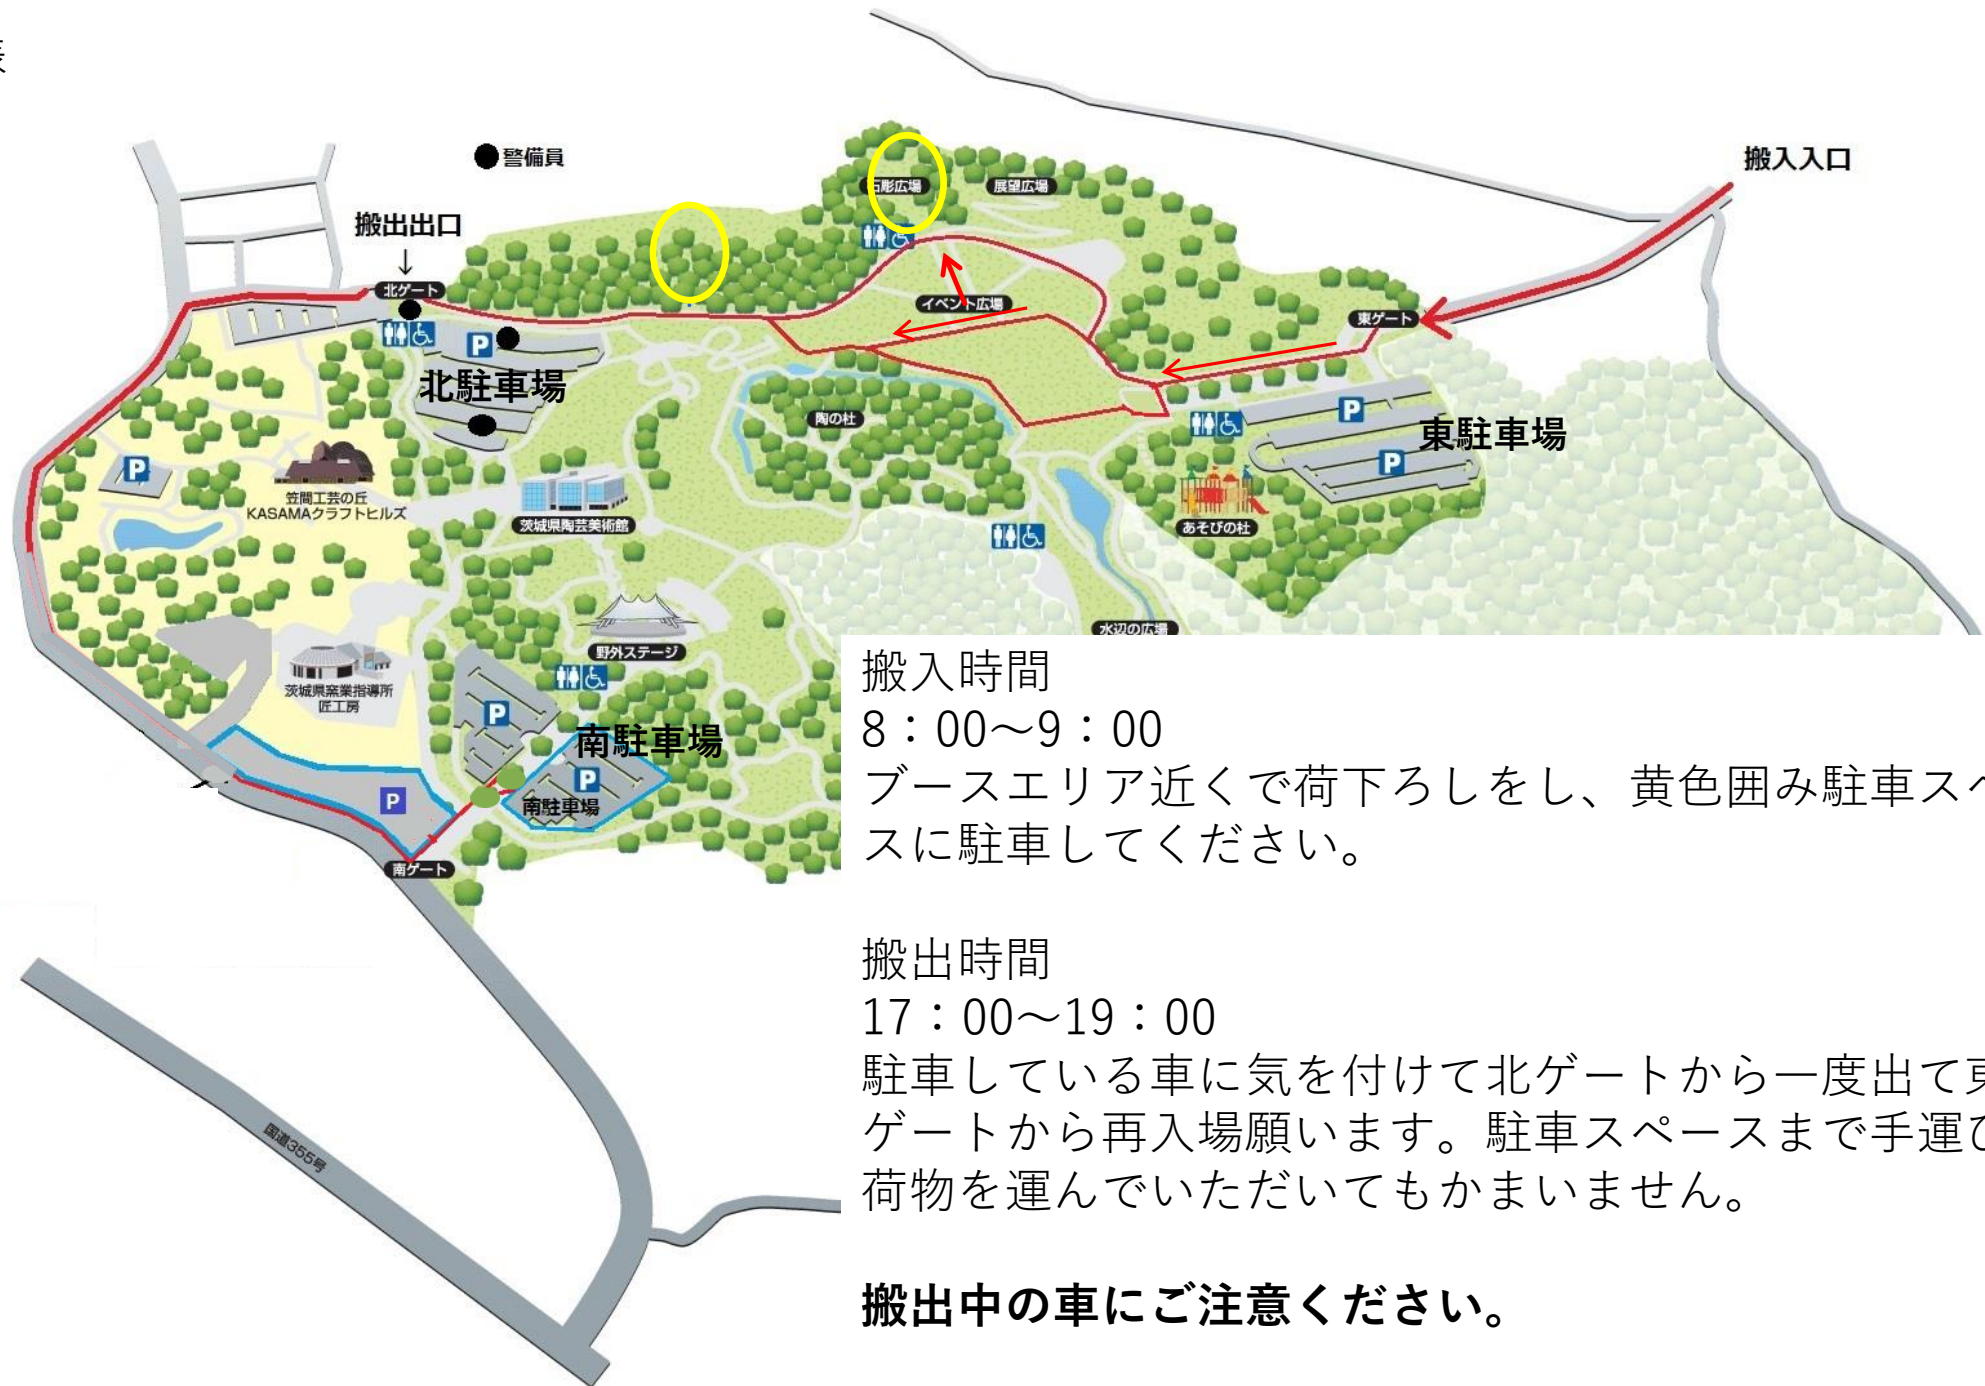 警備員
搬入入口
石彫広場
展望広場
搬出出口
↓
北ゲート
イベント広場
東ゲート
P
北駐車場
陶の杜
P
東駐車場
P
P
笠間工芸の丘
KASAMAクラフトヒルズ
茨城県陶芸美術館
あそびの杜
水辺の広場
野外ステージ
茨城県窯業指導所
匠工房
P
南駐車場
P
P
南駐車場
南ゲート
国道355号
搬入時間
8:00〜9:00
ブースエリア近くで荷下ろしをし、黄色囲み駐車スペ
スに駐車してください。
搬出時間
17:00〜19:00
駐車している車に気を付けて北ゲートから一度出て東
ゲートから再入場願います。駐車スペースまで手運び
荷物を運んでいただいてもかまいません。
搬出中の車にご注意ください。